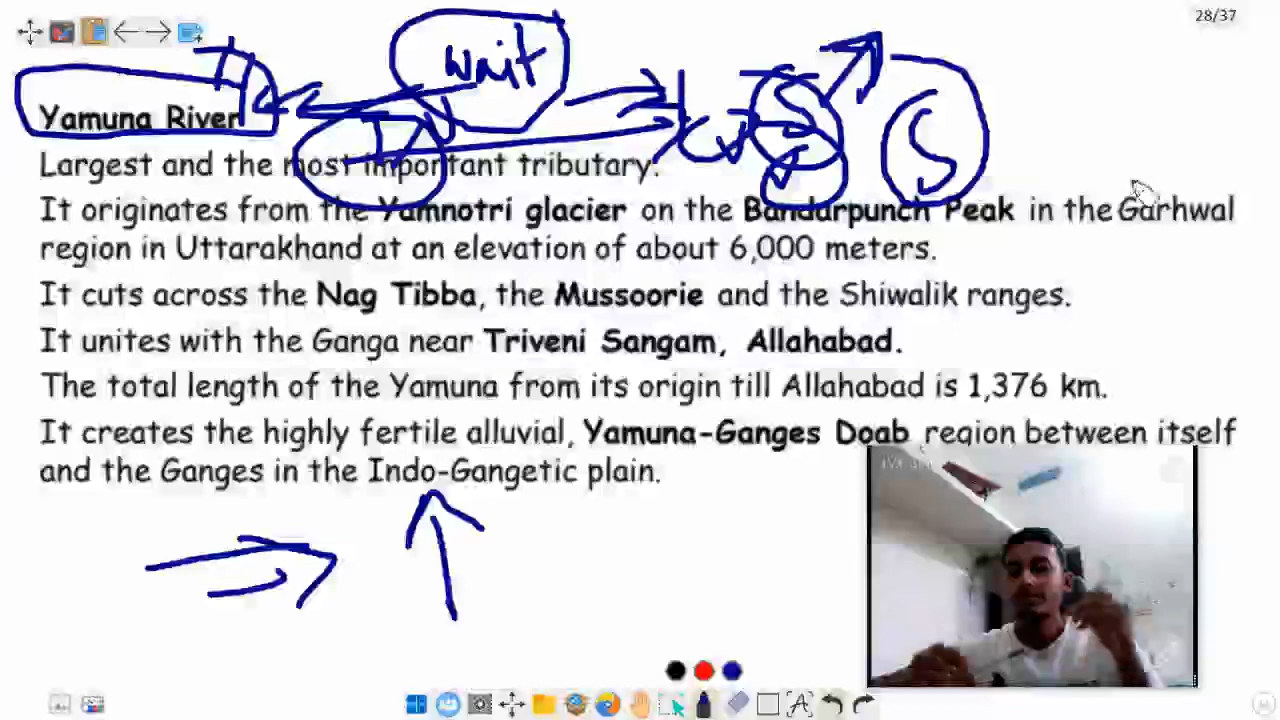 28/37
wait
S
S
Yamuna River
Largest and the most important tributary.
It originates from the Yamnotri glacier on the Bandarpunch Peak in the Garhwal
region in Uttarakhand at an elevation of about 6,000 meters.
It cuts across the Nag Tibba, the Mussoorie and the Shiwalik ranges.
It unites with the Ganga near Triveni Sangam, Allahabad.
The total length of the Yamuna from its origin till Allahabad is 1,376 km.
It creates the highly fertile alluvial, Yamuna-Ganges Doab region between itself
and the Ganges in the Indo-Gangetic plain.